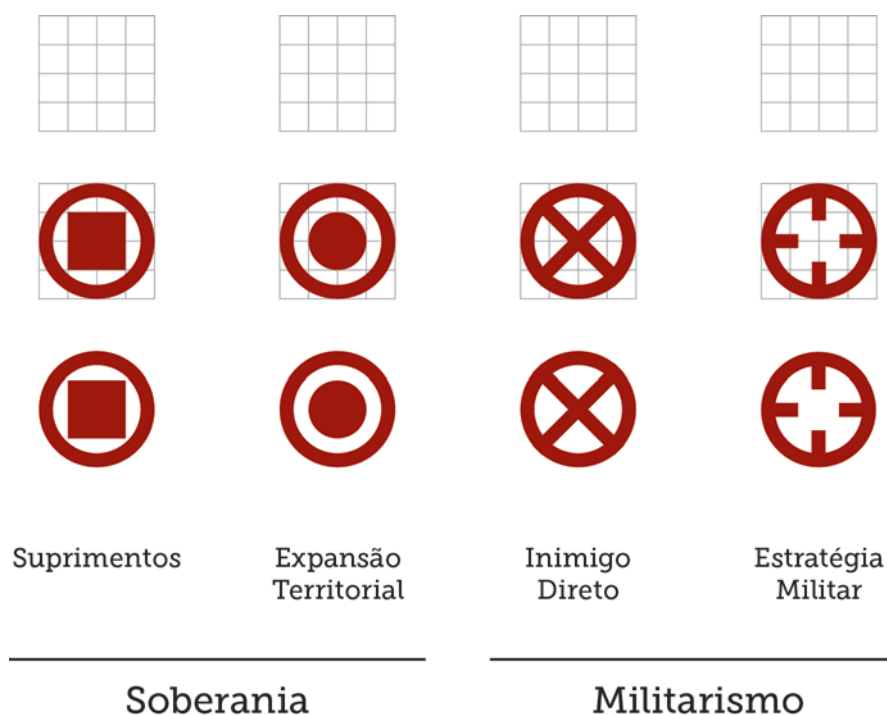 Suprimentos
Expansão
Territorial
Inimigo
Direto
Estratégia
Militar
Soberania
Militarismo